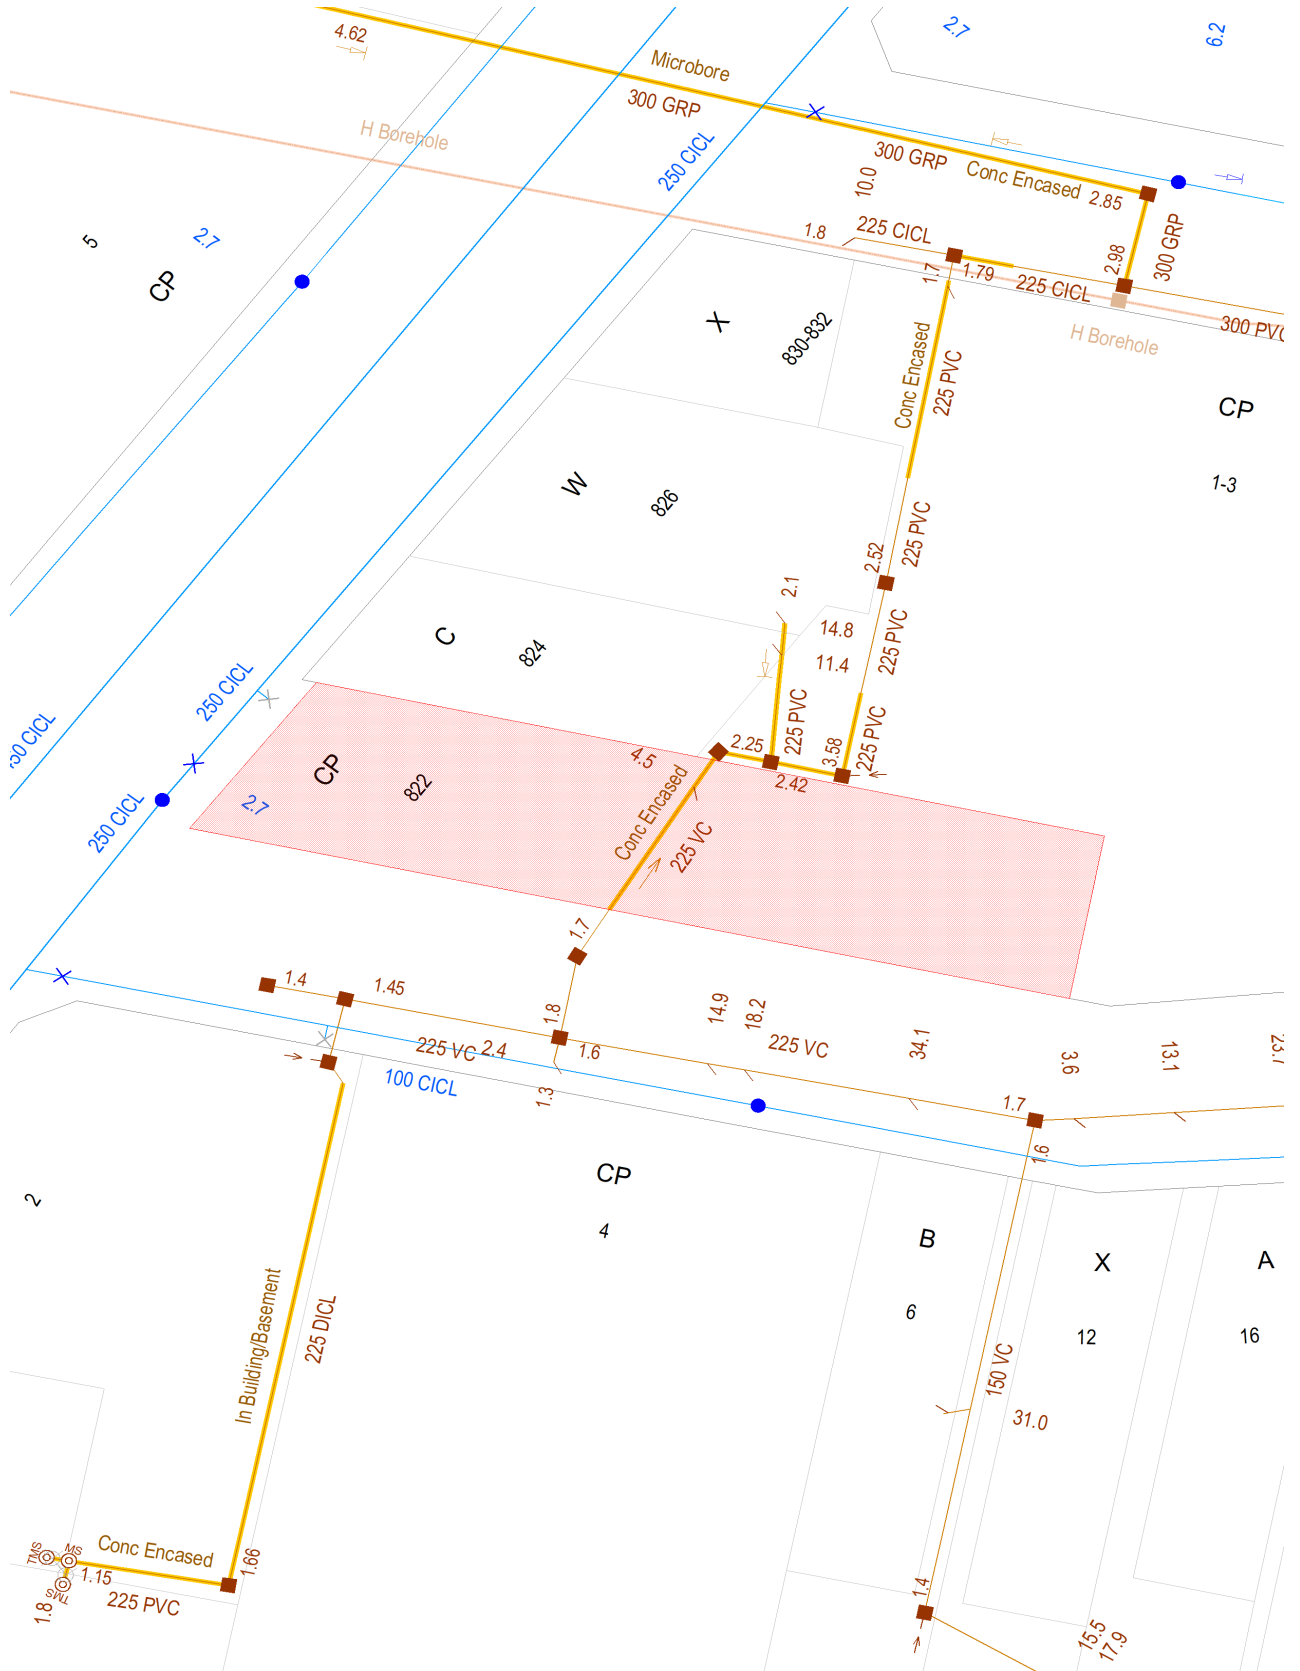 4.62
Microbore
2.7
6.2
300 GRP
H Borehole
250 CICL
300 GRP
Conc Encased
2.85
10.0
5
2.7
CP
1.8
225 CICL
300 GRP
2.98
1.7
1.79
225 CICL
300 PVC
H Borehole
X
830-832
Conc Encased
225 PVC
CP
1-3
W
826
225 PVC
2.52
2.1
14.8
11.4
225 PVC
C
824
250 CICL
225 PVC
225 PVC
2.25
3.58
4.5
2.42
CP
822
2.7
Conc Encased
225 VC
250 CICL
1.7
1.4
1.45
1.8
14.9
18.2
225 VC
2.4
1.6
225 VC
34.1
3.6
13.1
100 CICL
1.3
1.7
1.6
CP
4
2
B
6
X
12
A
16
In Building/Basement
225 DICL
150 VC
31.0
TMS
MS
Conc Encased
1.66
1.15
TMS
225 PVC
1.8
1.4
15.5
17.9